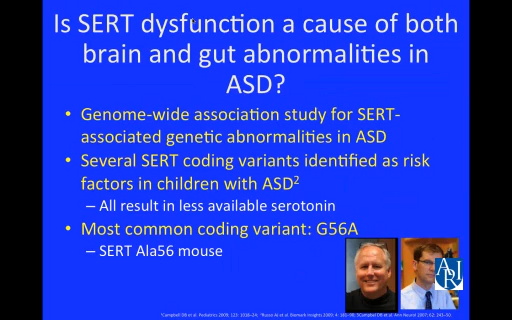 Is SERT dysfunction a cause of both
brain and gut abnormalities in
ASD?
• Genome-wide association study for SERT-
associated genetic abnormalities in ASD
• Several SERT coding variants identified as risk
factors in children with ASD2
– All result in less available serotonin
• Most common coding variant: G56A
– SERT Ala56 mouse